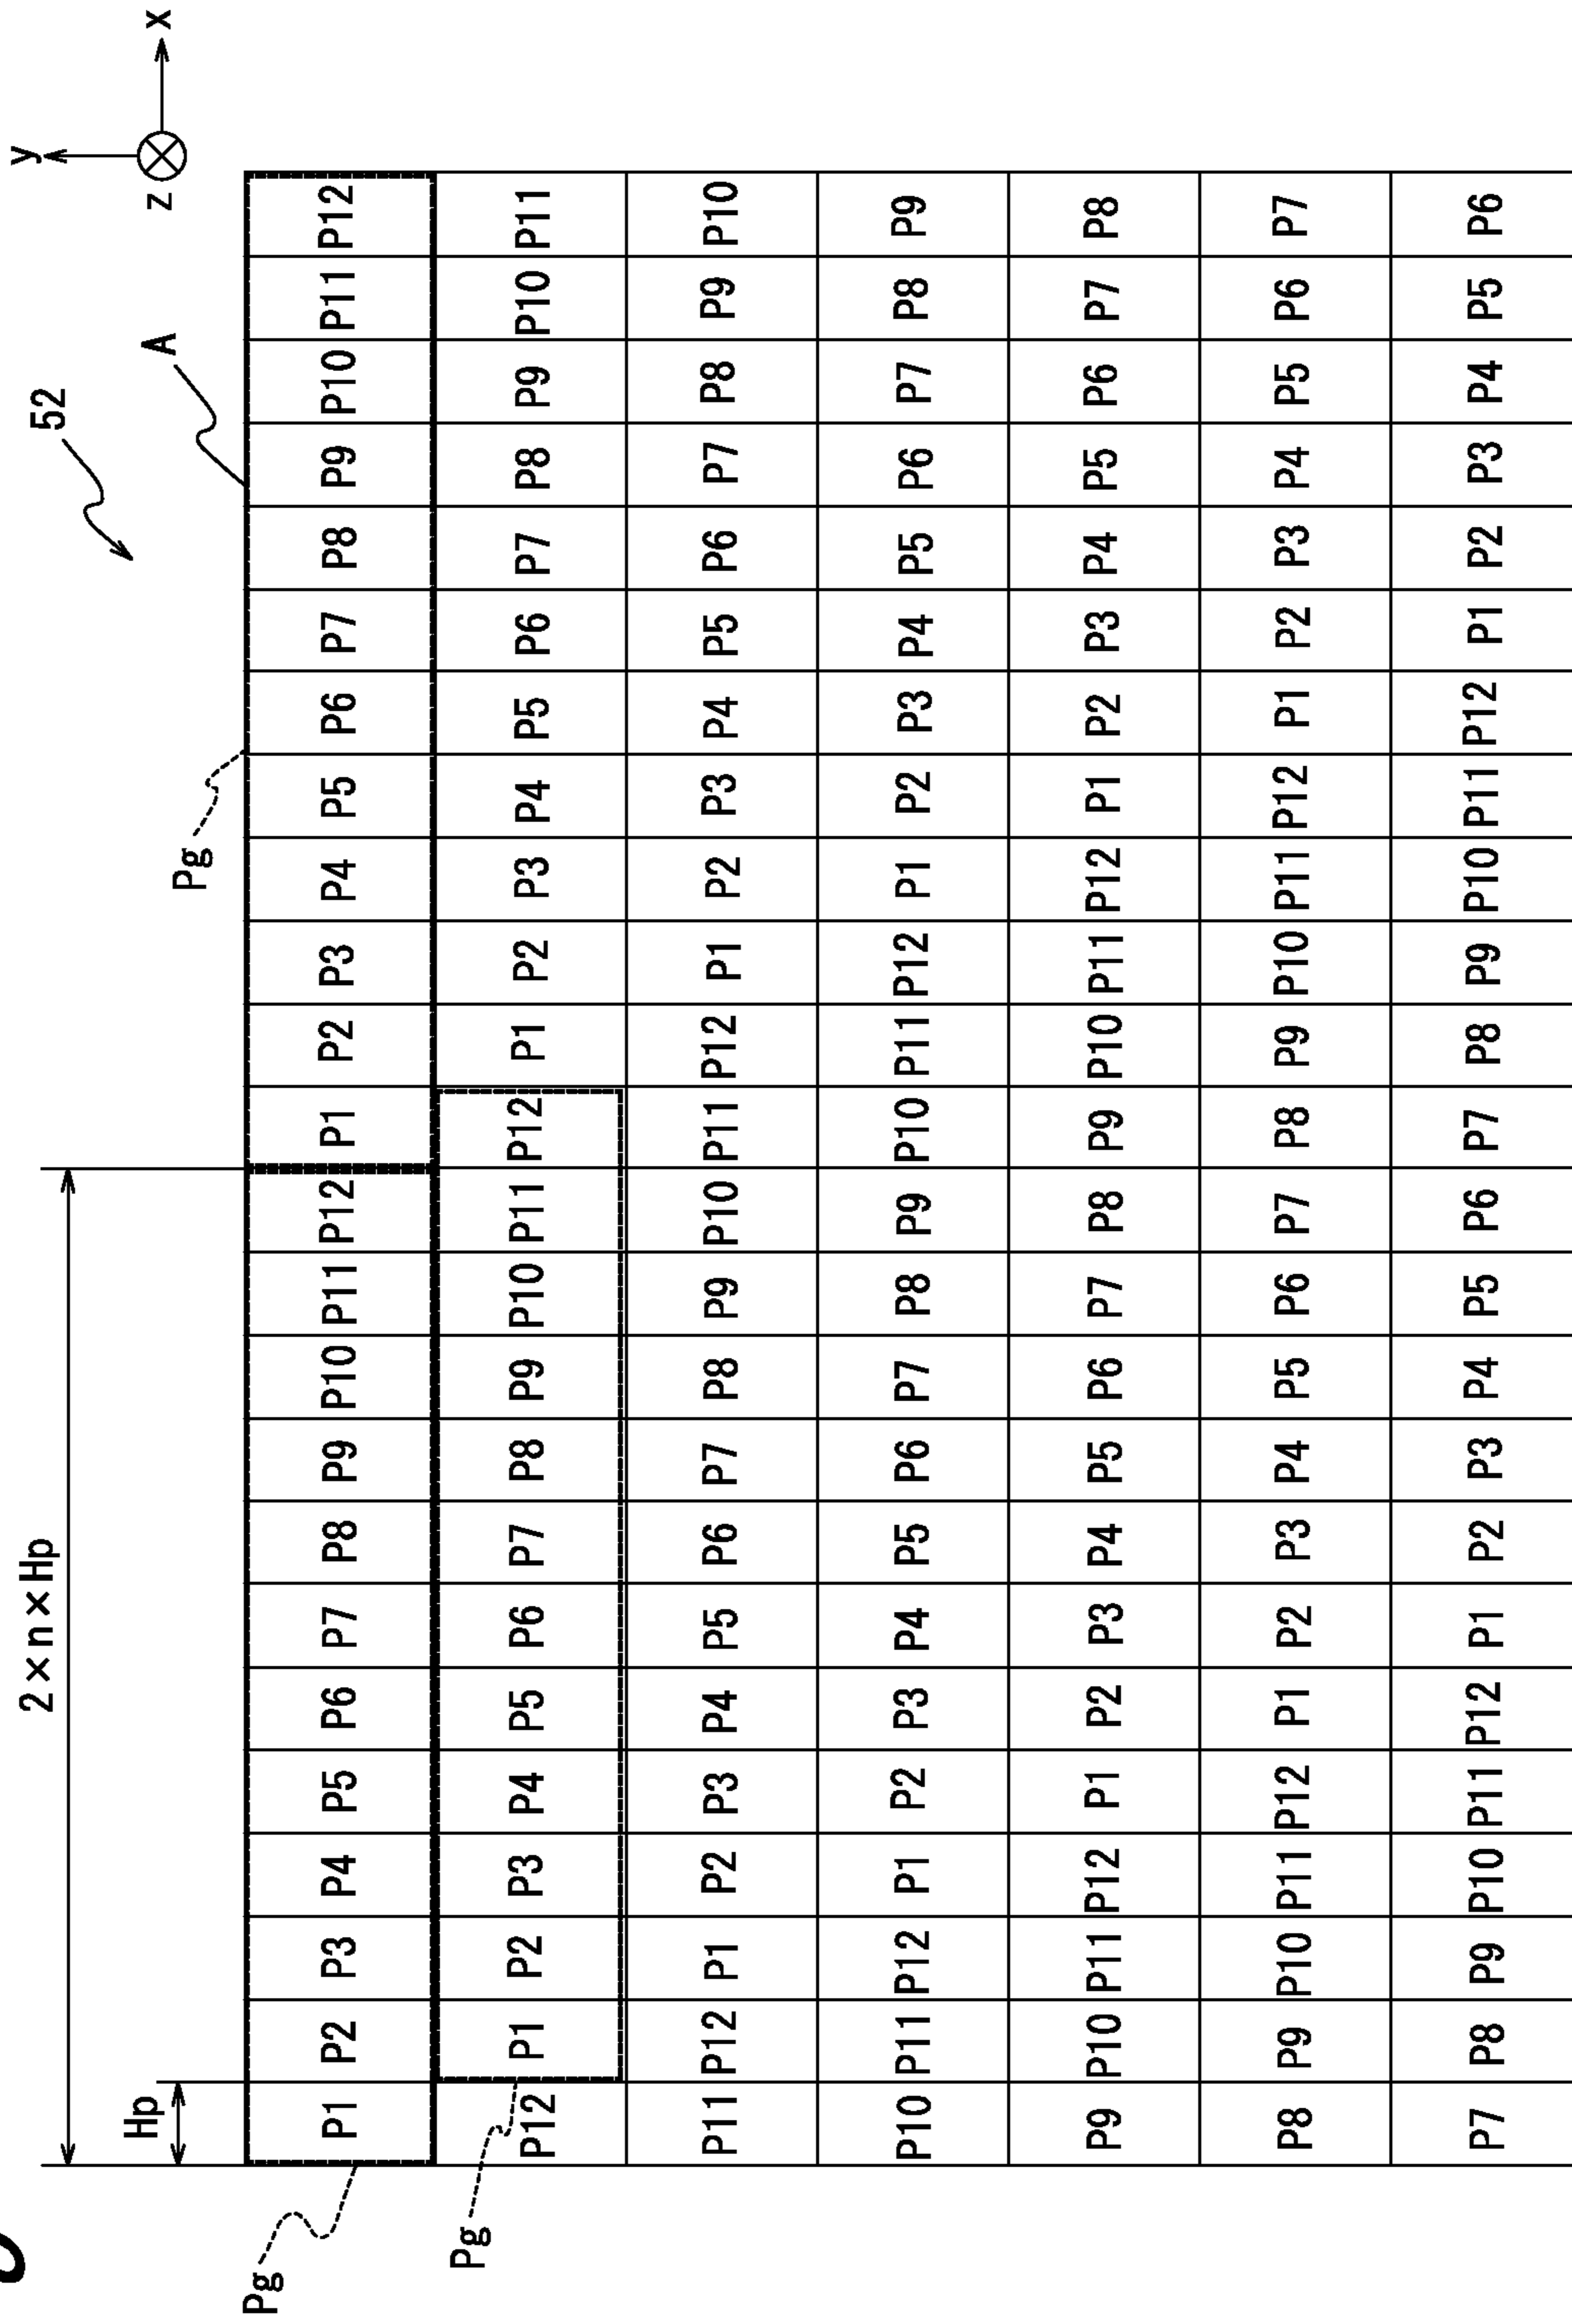 2×n×Hp
52
y
Hp
A
z
x
Pg
Pg
P1 P2 P3 P4 P5 P6 P7 P8 P9 P10 P11 P12 P1 P2 P3 P4 P5 P6 P7 P8 P9 P10 P11 P12
Pg
P12 P1 P2 P3 P4 P5 P6 P7 P8 P9 P10 P11 P12 P1 P2 P3 P4 P5 P6 P7 P8 P9 P10 P11
P11 P12 P1 P2 P3 P4 P5 P6 P7 P8 P9 P10 P11 P12 P1 P2 P3 P4 P5 P6 P7 P8 P9 P10
P10 P11 P12 P1 P2 P3 P4 P5 P6 P7 P8 P9 P10 P11 P12 P1 P2 P3 P4 P5 P6 P7 P8 P9
P9 P10 P11 P12 P1 P2 P3 P4 P5 P6 P7 P8 P9 P10 P11 P12 P1 P2 P3 P4 P5 P6 P7 P8
P8 P9 P10 P11 P12 P1 P2 P3 P4 P5 P6 P7 P8 P9 P10 P11 P12 P1 P2 P3 P4 P5 P6 P7
P7 P8 P9 P10 P11 P12 P1 P2 P3 P4 P5 P6 P7 P8 P9 P10 P11 P12 P1 P2 P3 P4 P5 P6